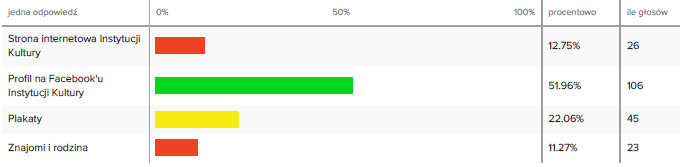 jedna odpowiedź 0% 50% 100% procentowo ile głosów
Strona internetowa Instytucji
Kultury
12.75% 26
Profil na Facebook'u
Instytucji Kultury
51.96% 106
Plakaty 22.06% 45
Znajomi i rodzina 11.27% 23